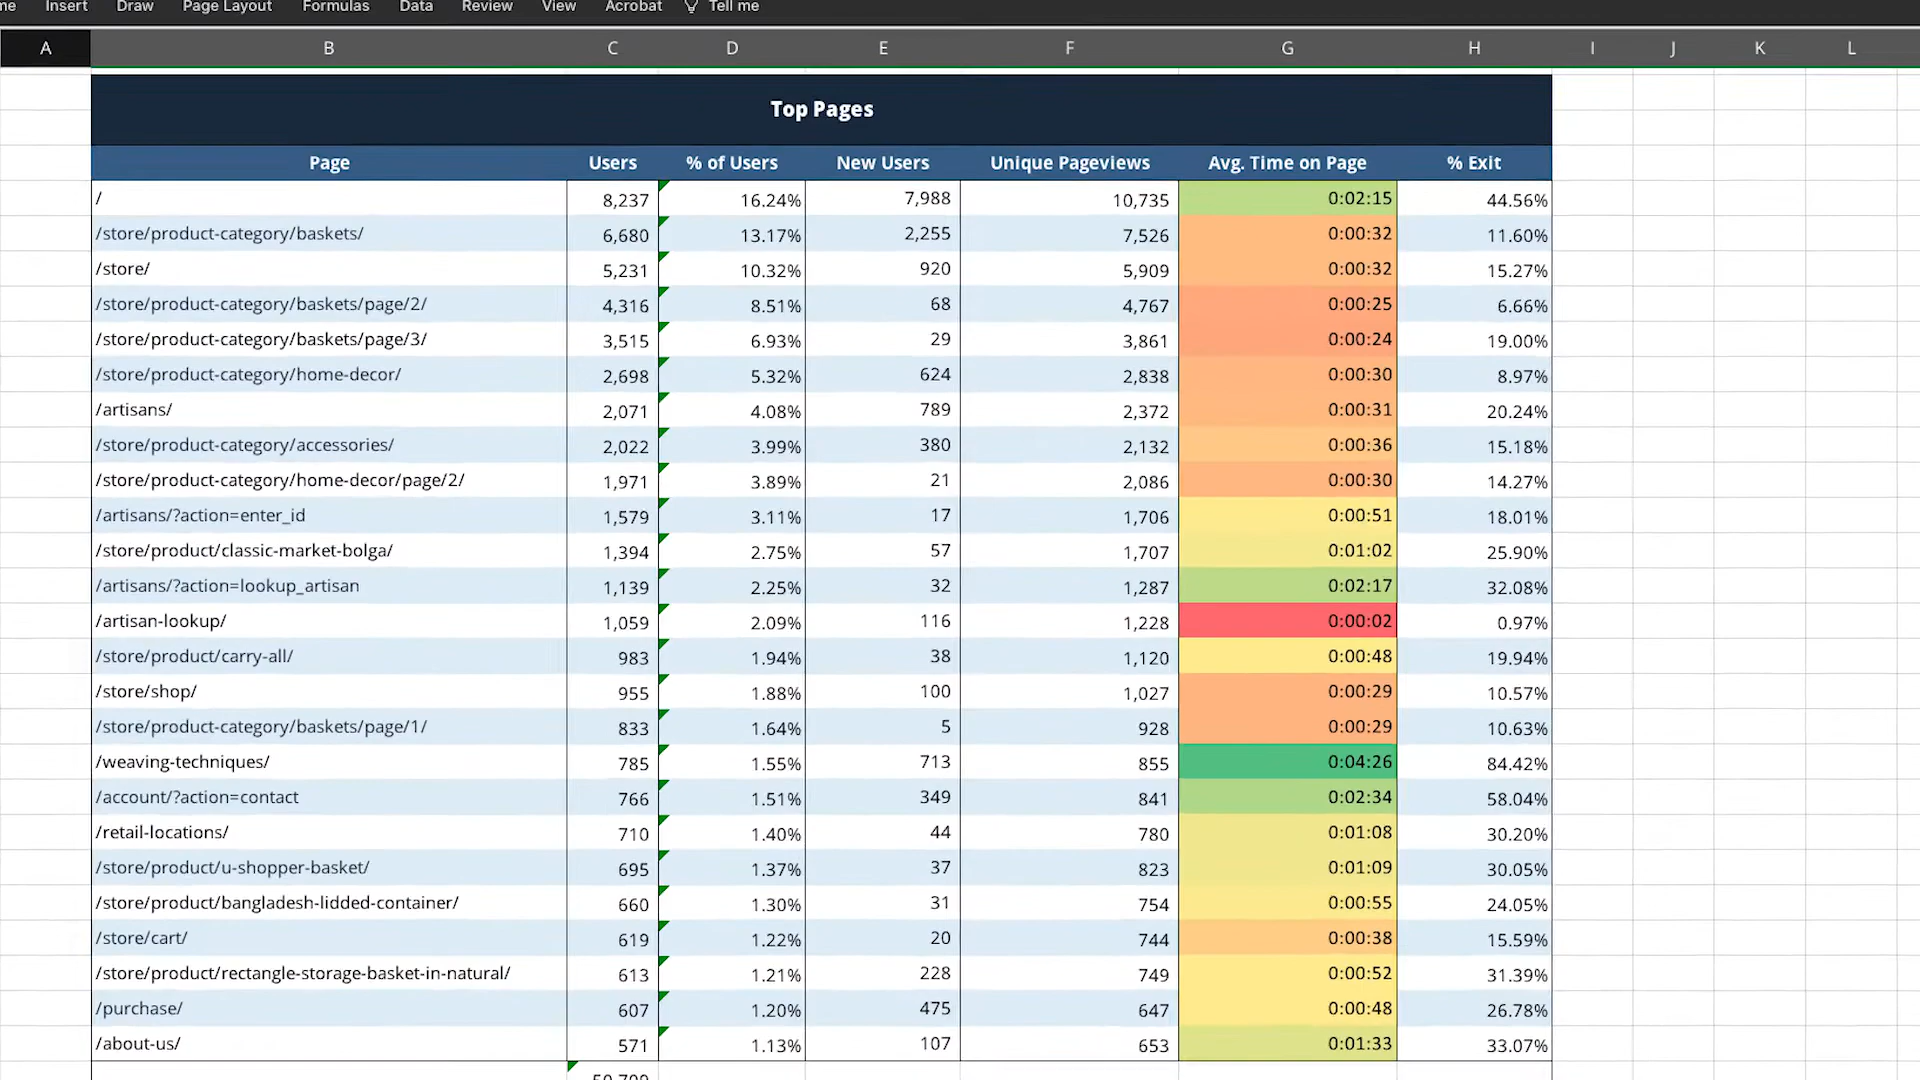 me Insert Draw Page Layout Formulas Data Review View Acrobat Tell me
A B C D E F G H I J K L
Top Pages
Page Users % of Users New Users Unique Pageviews Avg. Time on Page % Exit
/ 8,237 16.24% 7,988 10,735 0:02:15 44.56%
/store/product-category/baskets/ 6,680 13.17% 2,255 7,526 0:00:32 11.60%
/store/ 5,231 10.32% 920 5,909 0:00:32 15.27%
/store/product-category/baskets/page/2/ 4,316 8.51% 68 4,767 0:00:25 6.66%
/store/product-category/baskets/page/3/ 3,515 6.93% 29 3,861 0:00:24 19.00%
/store/product-category/home-decor/ 2,698 5.32% 624 2,838 0:00:30 8.97%
/artisans/ 2,071 4.08% 789 2,372 0:00:31 20.24%
/store/product-category/accessories/ 2,022 3.99% 380 2,132 0:00:36 15.18%
/store/product-category/home-decor/page/2/ 1,971 3.89% 21 2,086 0:00:30 14.27%
/artisans/?action=enter_id 1,579 3.11% 17 1,706 0:00:51 18.01%
/store/product/classic-market-bolga/ 1,394 2.75% 57 1,707 0:01:02 25.90%
/artisans/?action=lookup_artisan 1,139 2.25% 32 1,287 0:02:17 32.08%
/artisan-lookup/ 1,059 2.09% 116 1,228 0:00:02 0.97%
/store/product/carry-all/ 983 1.94% 38 1,120 0:00:48 19.94%
/store/shop/ 955 1.88% 100 1,027 0:00:29 10.57%
/store/product-category/baskets/page/1/ 833 1.64% 5 928 0:00:29 10.63%
/weaving-techniques/ 785 1.55% 713 855 0:04:26 84.42%
/account/?action=contact 766 1.51% 349 841 0:02:34 58.04%
/retail-locations/ 710 1.40% 44 780 0:01:08 30.20%
/store/product/u-shopper-basket/ 695 1.37% 37 823 0:01:09 30.05%
/store/product/bangladesh-lidded-container/ 660 1.30% 31 754 0:00:55 24.05%
/store/cart/ 619 1.22% 20 744 0:00:38 15.59%
/store/product/rectangle-storage-basket-in-natural/ 613 1.21% 228 749 0:00:52 31.39%
/purchase/ 607 1.20% 475 647 0:00:48 26.78%
/about-us/ 571 1.13% 107 653 0:01:33 33.07%